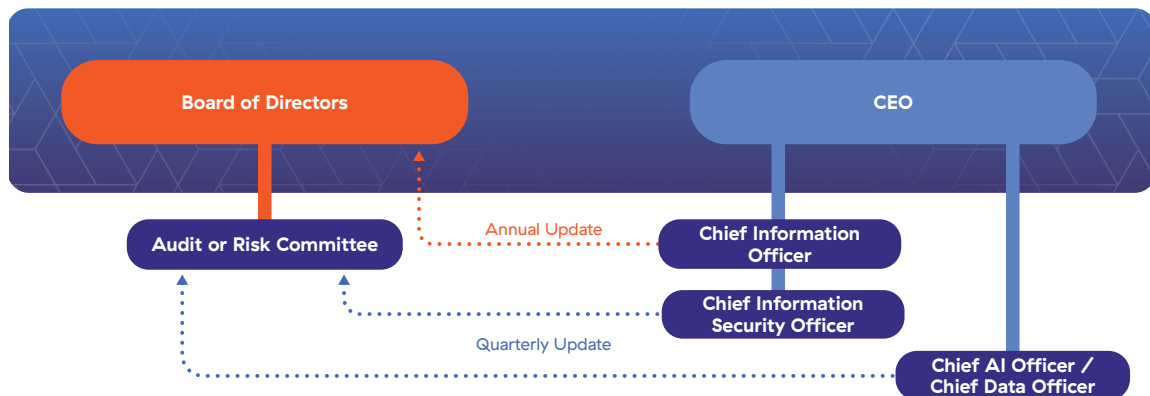 Board of Directors
CEO
Audit or Risk Committee
Annual Update
Chief Information
Officer
Chief Information
Security Officer
Quarterly Update
Chief AI Officer /
Chief Data Officer